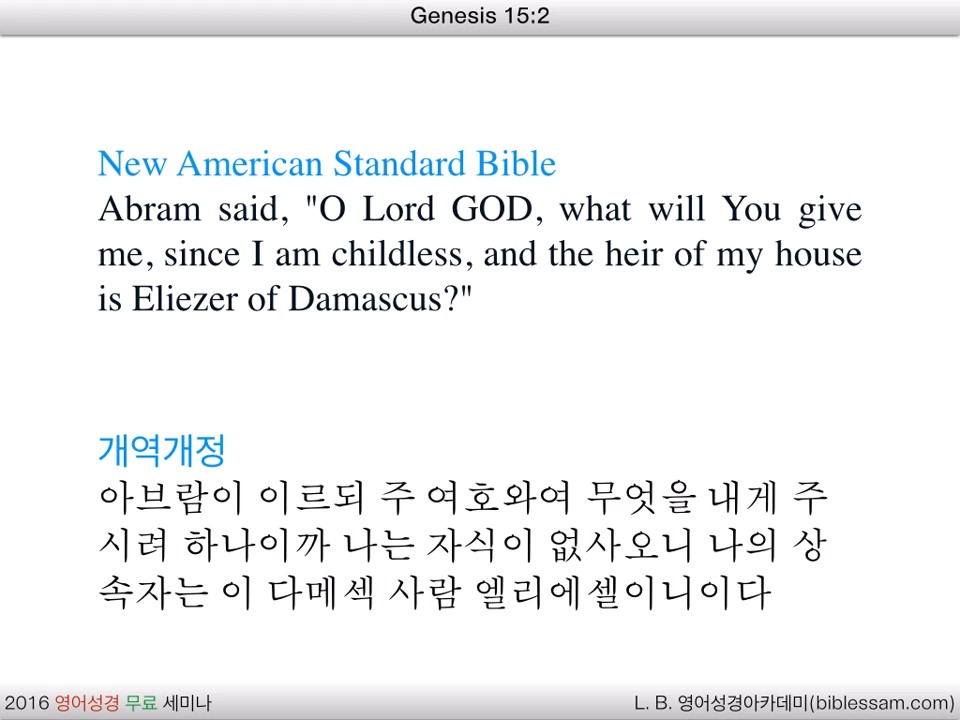 Genesis 15:2
New American Standard Bible
Abram said, "O Lord GOD, what will You give
me, since I am childless, and the heir of my house
is Eliezer of Damascus?"
개역개정
아브람이 이르되 주 여호와여 무엇을 내게 주
시려 하나이까 나는 자식이 없사오니 나의 상
속자는 이 다메섹 사람 엘리에셀이니이다
2016 영어성경 무료 세미나
L. B. 영어성경아카데미(biblessam.com)